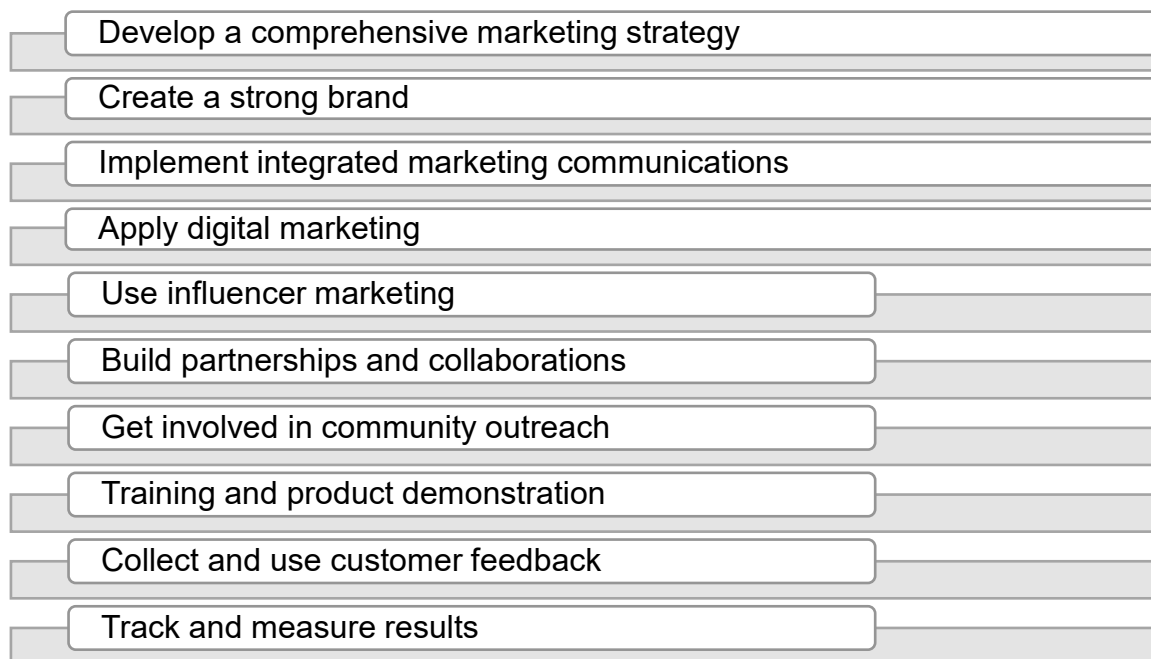 Develop a comprehensive marketing strategy
Create a strong brand
Implement integrated marketing communications
Apply digital marketing
Use influencer marketing
Build partnerships and collaborations
Get involved in community outreach
Training and product demonstration
Collect and use customer feedback
Track and measure results